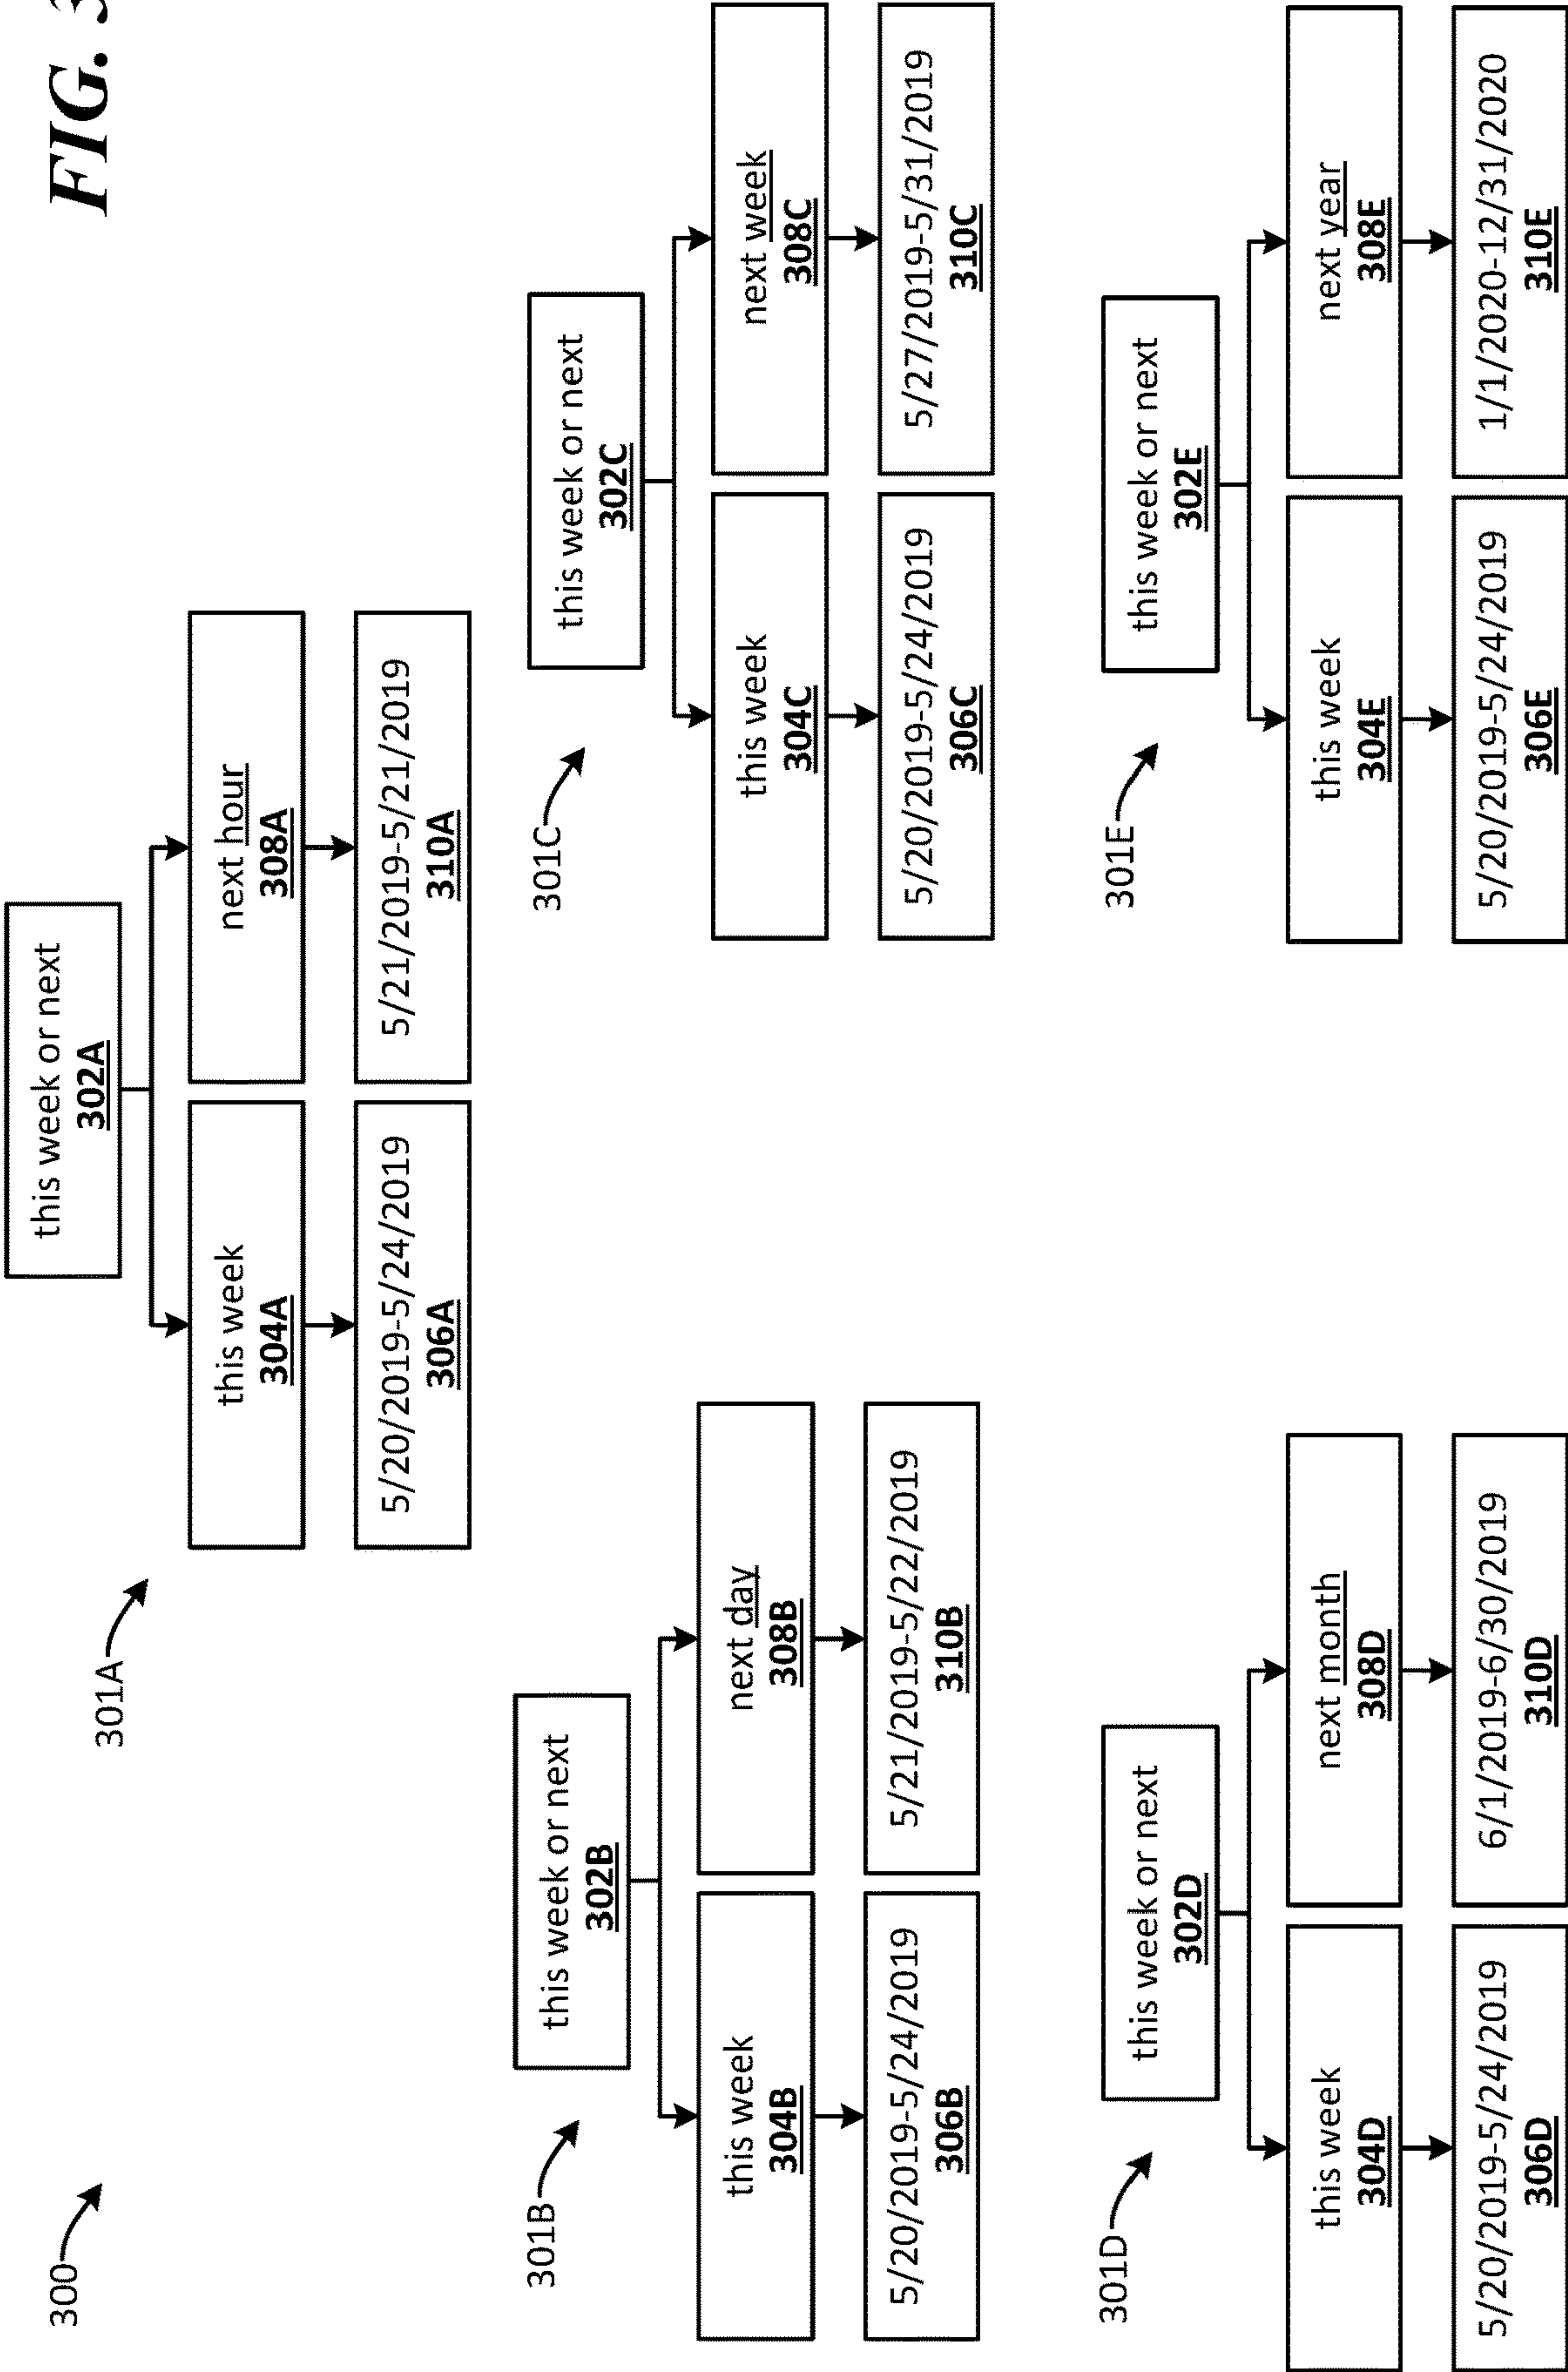 300
FIG. 3
301A
this week or next
302A
this week
304A
next hour
308A
5/20/2019-5/24/2019
306A
5/21/2019-5/21/2019
310A
301B
this week or next
302B
this week
304B
next day
308B
5/20/2019-5/24/2019
306B
5/21/2019-5/22/2019
310B
301C
this week or next
302C
this week
304C
next week
308C
5/20/2019-5/24/2019
306C
5/27/2019-5/31/2019
310C
301D
this week or next
302D
this week
304D
next month
308D
5/20/2019-5/24/2019
306D
6/1/2019-6/30/2019
310D
301E
this week or next
302E
this week
304E
next year
308E
5/20/2019-5/24/2019
306E
1/1/2020-12/31/2020
310E